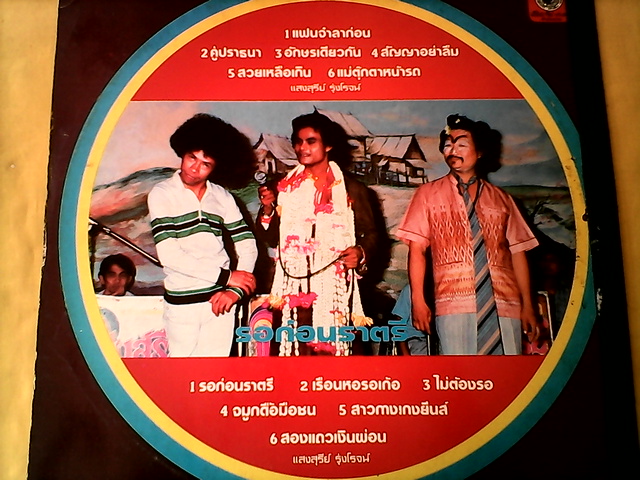 1 แฟนจ๋าลาก่อน
2 คู่ปรารถนา 3 อักษรเดียวกัน 4 สัญญาอย่าลืม
5 สวยเหลือเกิน 6 แม่ตุ๊กตาหน้ารถ
แสงสุรีย์ รุ่งโรจน์
รอก่อนราตรี
1 รอก่อนราตรี 2 เรือนหอรอเก้อ 3 ไม่ต้องรอ
4 จมูกดื้อมือซน 5 สาวกางเกงยีนส์
6 สองแถวเงินผ่อน
แสงสุรีย์ รุ่งโรจน์